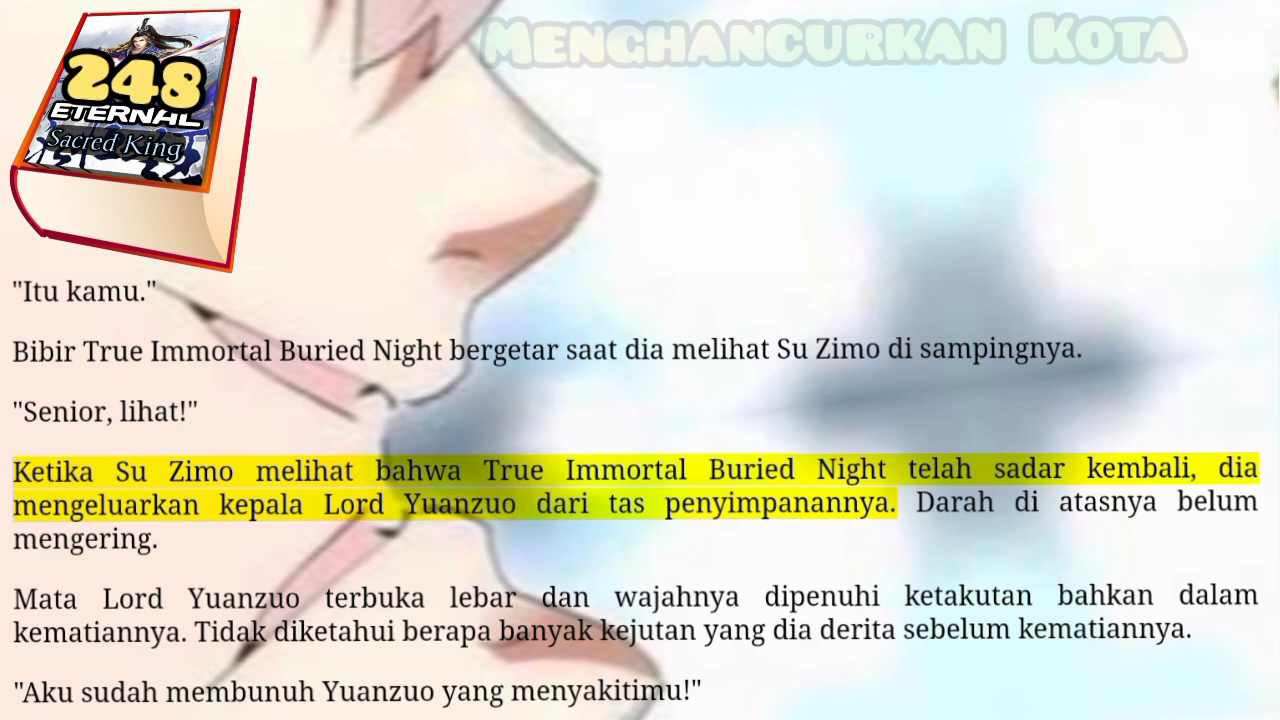 Menghancurkan Kota
248
ETERNAL
Sacred King
"Itu kamu."
Bibir True Immortal Buried Night bergetar saat dia melihat Su Zimo di sampingnya.
"Senior, lihat!"
Ketika Su Zimo melihat bahwa True Immortal Buried Night telah sadar kembali, dia
mengeluarkan kepala Lord Yuanzuo dari tas penyimpanannya. Darah di atasnya belum
mengering.
Mata Lord Yuanzuo terbuka lebar dan wajahnya dipenuhi ketakutan bahkan dalam
kematiannya. Tidak diketahui berapa banyak kejutan yang dia derita sebelum kematiannya.
"Aku sudah membunuh Yuanzuo yang menyakitimu!"